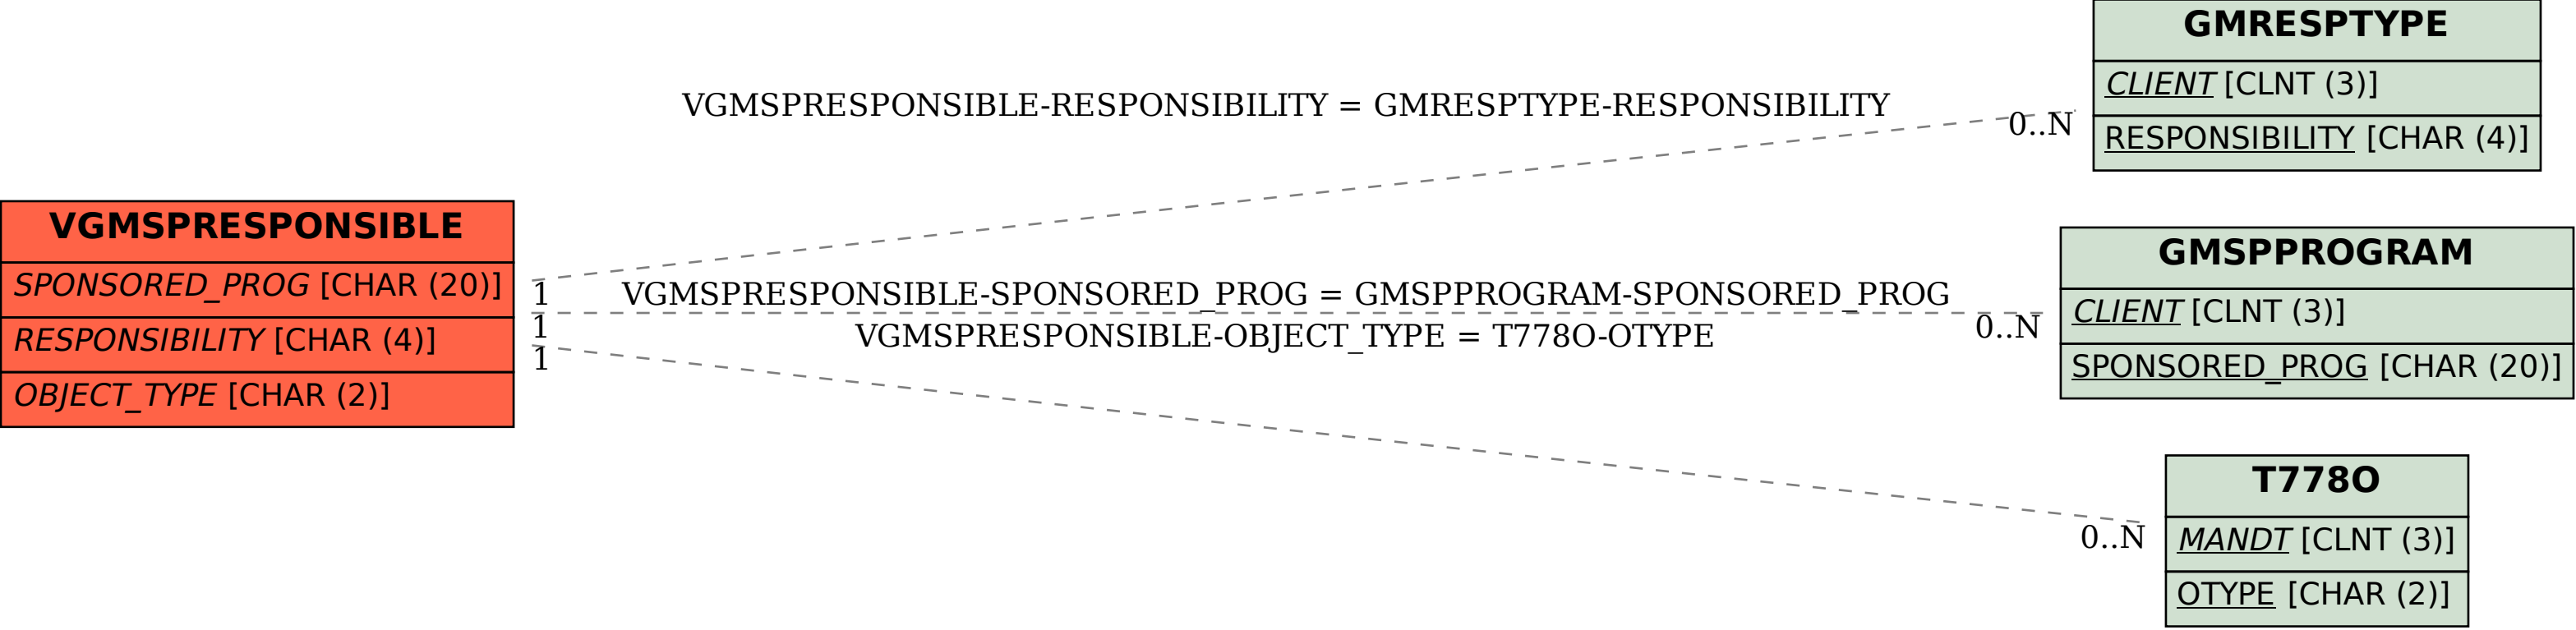 GMRESPTYPE
CLIENT [CLNT (3)]
RESPONSIBILITY [CHAR (4)]
VGMSPRESPONSIBLE-RESPONSIBILITY = GMRESPTYPE-RESPONSIBILITY
0..N
VGMSPRESPONSIBLE
SPONSORED_PROG [CHAR (20)]
RESPONSIBILITY [CHAR (4)]
OBJECT_TYPE [CHAR (2)]
1
VGMSPRESPONSIBLE-SPONSORED_PROG = GMSPPROGRAM-SPONSORED_PROG
1
0..N
VGMSPRESPONSIBLE-OBJECT_TYPE = T778O-OTYPE
1
GMSPPROGRAM
CLIENT [CLNT (3)]
SPONSORED_PROG [CHAR (20)]
0..N
T778O
MANDT [CLNT (3)]
OTYPE [CHAR (2)]